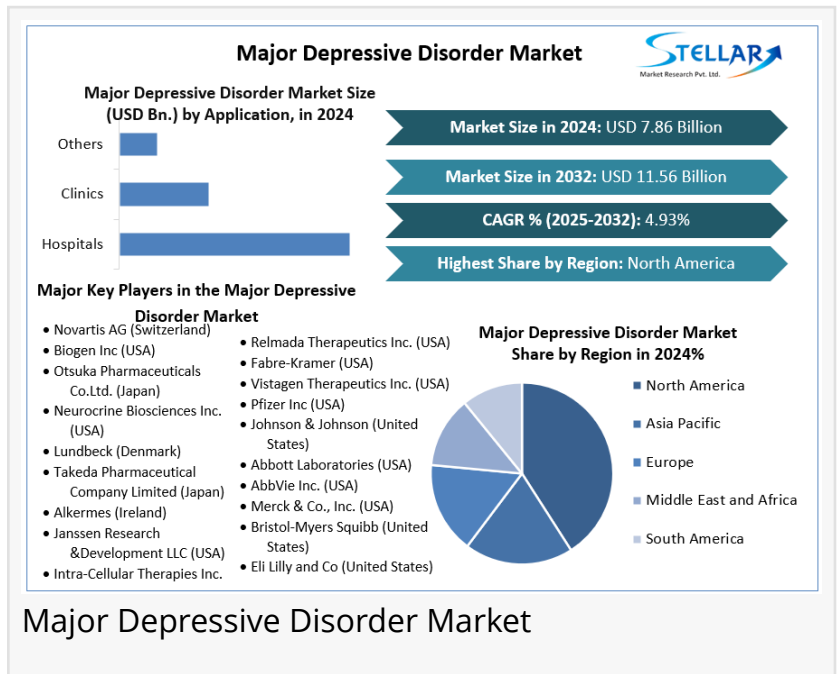 Major Depressive Disorder Market
STELLAR
Market Research Pvt. Ltd.
Major Depressive Disorder Market Size
(USD Bn.) by Application, in 2024
Others
Clinics
Hospitals
Market Size in 2024: USD 7.86 Billion
Market Size in 2032: USD 11.56 Billion
CAGR % (2025-2032): 4.93%
Highest Share by Region: North America
Major Key Players in the Major Depressive
Disorder Market
• Novartis AG (Switzerland)
• Biogen Inc (USA)
• Otsuka Pharmaceuticals
Co.Ltd. (Japan)
• Neurocrine Biosciences Inc.
(USA)
• Lundbeck (Denmark)
• Takeda Pharmaceutical
Company Limited (Japan)
• Alkermes (Ireland)
• Janssen Research
&Development LLC (USA)
• Intra-Cellular Therapies Inc.
• Relmada Therapeutics Inc. (USA)
• Fabre-Kramer (USA)
• Vistagen Therapeutics Inc. (USA)
• Pfizer Inc (USA)
• Johnson & Johnson (United
States)
• Abbott Laboratories (USA)
• AbbVie Inc. (USA)
• Merck & Co., Inc. (USA)
• Bristol-Myers Squibb (United
States)
• Eli Lilly and Co (United States)
Major Depressive Disorder Market
Share by Region in 2024%
North America
Asia Pacific
Europe
Middle East and Africa
South America
Major Depressive Disorder Market